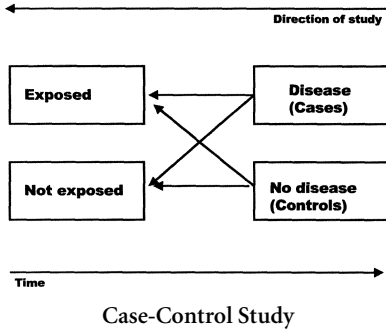 Direction of study
Exposed
Disease
(Cases)
Not exposed
No disease
(Controls)
Time
Case-Control Study